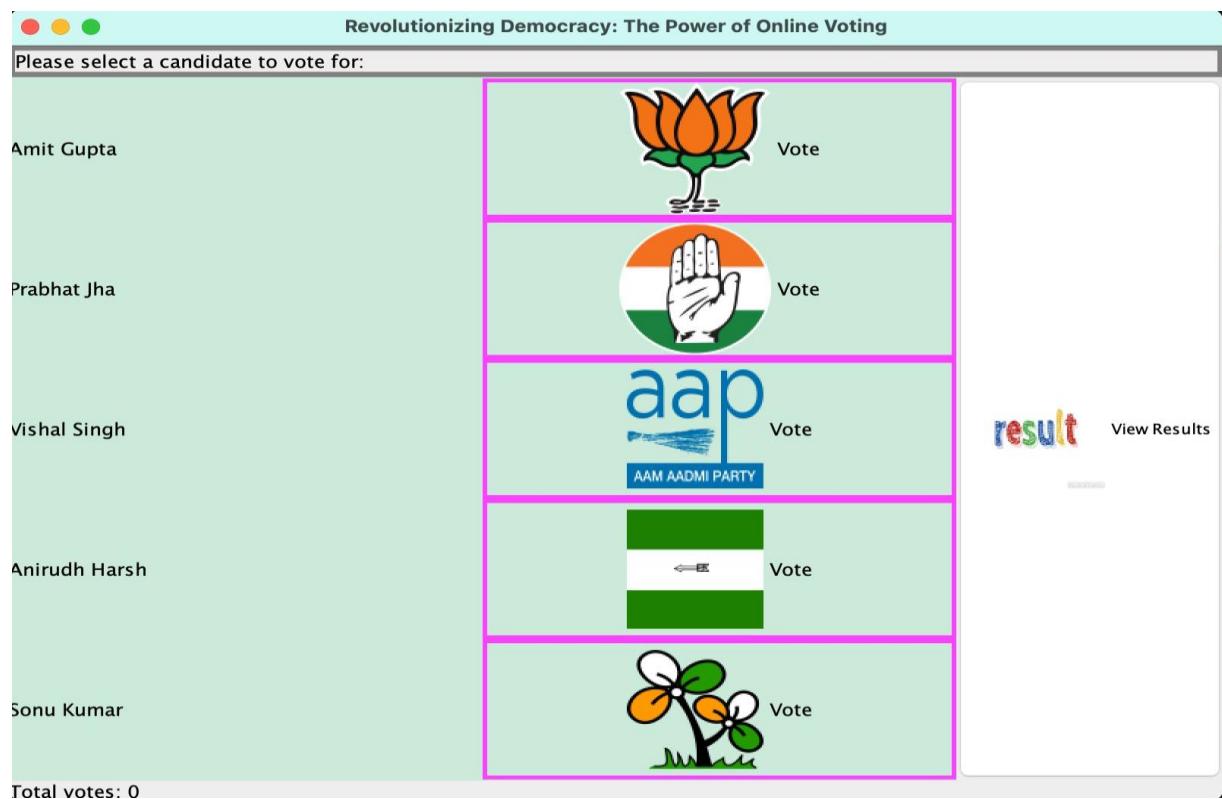 Revolutionizing Democracy: The Power of Online Voting
Please select a candidate to vote for:
Amit Gupta
Vote
Prabhat Jha
Vote
Vishal Singh
aap
AAM AADMI PARTY
Vote
result
View Results
Anirudh Harsh
Vote
Sonu Kumar
Vote
Total votes: 0